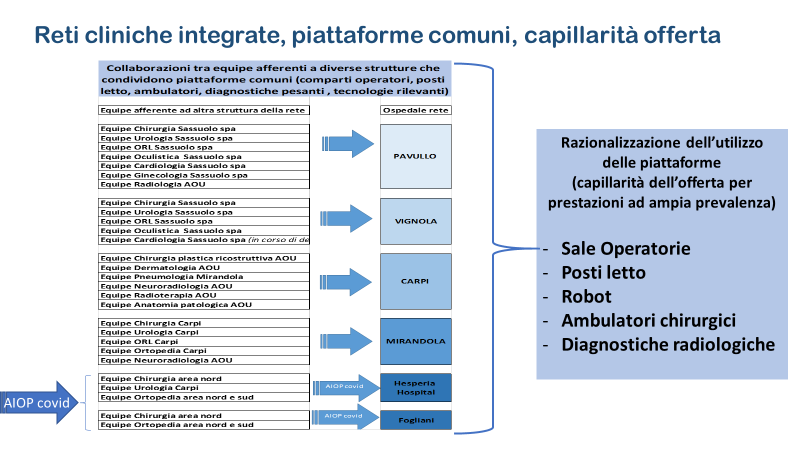 Reti cliniche integrate, piattaforme comuni, capillarità offerta
Collaborazioni tra equipe afferenti a diverse strutture che
condividono piattaforme comuni (comparti operatori, posti
letto, ambulatori, diagnostiche pesanti , tecnologie rilevanti)
Equipe afferente ad altra struttura della rete
Ospedale rete
Equipe Chirurgia Sassuolo spa
Equipe Urologia Sassuolo spa
Equipe ORL Sassuolo spa
Equipe Oculistica Sassuolo spa
Equipe Cardiologia Sassuolo spa
Equipe Ginecologia Sassuolo spa
Equipe Radiologia AOU
PAVULLO
Equipe Chirurgia Sassuolo spa
Equipe Urologia Sassuolo spa
Equipe ORL Sassuolo spa
Equipe Oculistica Sassuolo spa
Equipe Cardiologia Sassuolo spa (in corso di de
VIGNOLA
Equipe Chirurgia plastica ricostruttiva AOU
Equipe Dermatologia AOU
Equipe Pneumologia Mirandola
Equipe Neuroradiologia AOU
Equipe Radioterapia AOU
Equipe Anatomia patologica AOU
CARPI
Equipe Chirurgia Carpi
Equipe Urologia Carpi
Equipe ORL Carpi
Equipe Ortopedia Carpi
Equipe Neuroradiologia AOU
MIRANDOLA
AIOP covid
Equipe Chirurgia area nord
Equipe Urologia Carpi
Equipe Ortopedia area nord e sud
AIOP covid
Hesperia
Hospital
Equipe Chirurgia area nord
Equipe Ortopedia area nord e sud
AIOP covid
Fogliani
Razionalizzazione dell'utilizzo
delle piattaforme
(capillarità dell'offerta per
prestazioni ad ampia prevalenza)
- Sale Operatorie
- Posti letto
- Robot
- Ambulatori chirurgici
- Diagnostiche radiologiche